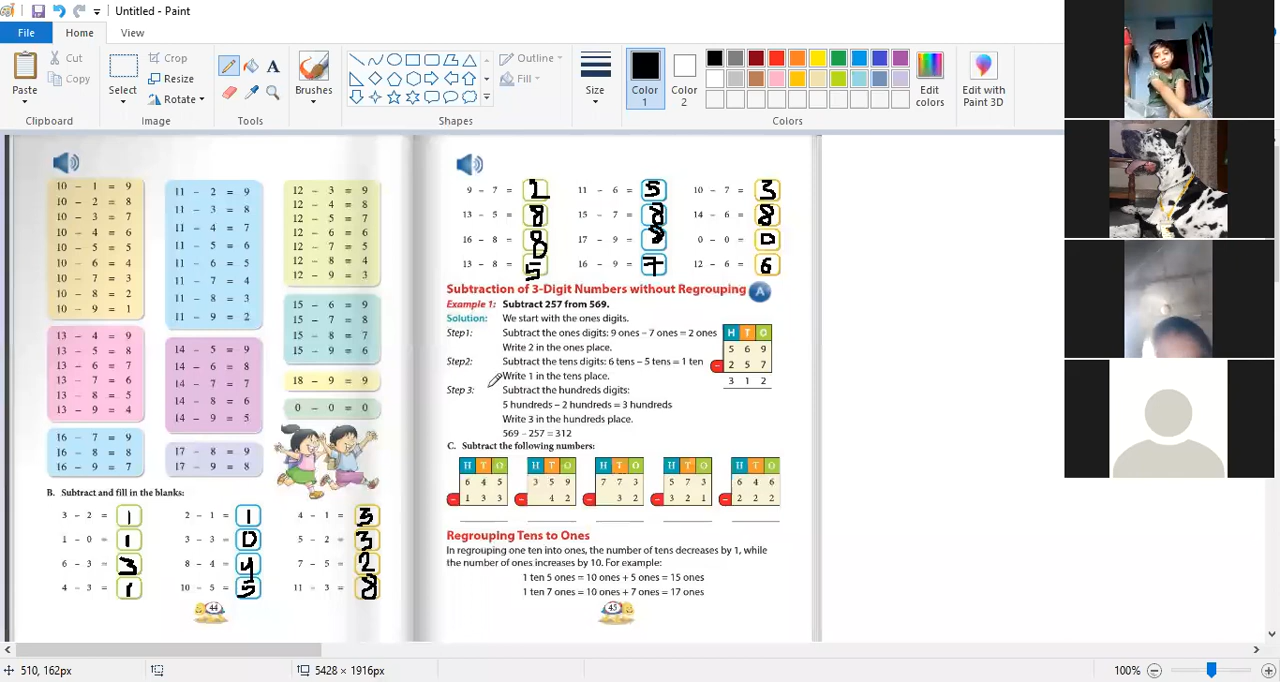 Untitled - Paint
File
Home
View
Paste
Cut
Copy
Clipboard
Select
Crop
Resize
Rotate
Image
A
Tools
Brushes
Shapes
Outline
Fill
Size
Color 1
Color 2
Colors
Edit colors
Edit with Paint 3D
10 - 1 = 9
10 - 2 = 8
10 - 3 = 7
10 - 4 = 6
10 - 5 = 5
10 - 6 = 4
10 - 7 = 3
10 - 8 = 2
10 - 9 = 1
11 - 2 = 9
11 - 3 = 8
11 - 4 = 7
11 - 5 = 6
11 - 6 = 5
11 - 7 = 4
11 - 8 = 3
11 - 9 = 2
12 - 3 = 9
12 - 4 = 8
12 - 5 = 7
12 - 6 = 6
12 - 7 = 5
12 - 8 = 4
12 - 9 = 3
13 - 4 = 9
13 - 5 = 8
13 - 6 = 7
13 - 7 = 6
13 - 8 = 5
13 - 9 = 4
14 - 5 = 9
14 - 6 = 8
14 - 7 = 7
14 - 8 = 6
14 - 9 = 5
15 - 6 = 9
15 - 7 = 8
15 - 8 = 7
15 - 9 = 6
18 - 9 = 9
0 - 0 = 0
16 - 7 = 9
16 - 8 = 8
16 - 9 = 7
17 - 8 = 9
17 - 9 = 8
B. Subtract and fill in the blanks:
3 - 2 = 1 2 - 1 = 1 4 - 1 = 3
1 - 0 = 1 3 - 3 = 0 5 - 2 = 3
6 - 3 = 3 8 - 4 = 4 7 - 5 = 2
4 - 3 = 1 10 - 5 = 5 11 - 3 = 8
44
9 - 7 = 2 11 - 6 = 5 10 - 7 = 3
13 - 5 = 8 15 - 7 = 8 14 - 6 = 8
16 - 8 = 8 17 - 9 = 8 0 - 0 = 0
13 - 8 = 5 16 - 9 = 7 12 - 6 = 6
Subtraction of 3-Digit Numbers without Regrouping A
Example 1: Subtract 257 from 569.
Solution: We start with the ones digits.
Step1: Subtract the ones digits: 9 ones – 7 ones = 2 ones
Write 2 in the ones place.
Step2: Subtract the tens digits: 6 tens – 5 tens = 1 ten
Write 1 in the tens place.
Step 3: Subtract the hundreds digits:
5 hundreds – 2 hundreds = 3 hundreds
Write 3 in the hundreds place.
569 – 257 = 312
H T O
5 6 9
- 2 5 7
3 1 2
C. Subtract the following numbers:
H T O H T O H T O H T O H T O
6 4 5 3 5 9 7 7 3 5 7 3 6 4 6
- 1 3 3 - 4 2 - 3 2 - 3 2 1 - 2 2 2
Regrouping Tens to Ones
In regrouping one ten into ones, the number of tens decreases by 1, while
the number of ones increases by 10. For example:
1 ten 5 ones = 10 ones + 5 ones = 15 ones
1 ten 7 ones = 10 ones + 7 ones = 17 ones
45
510, 162px
5428 × 1916px
100%